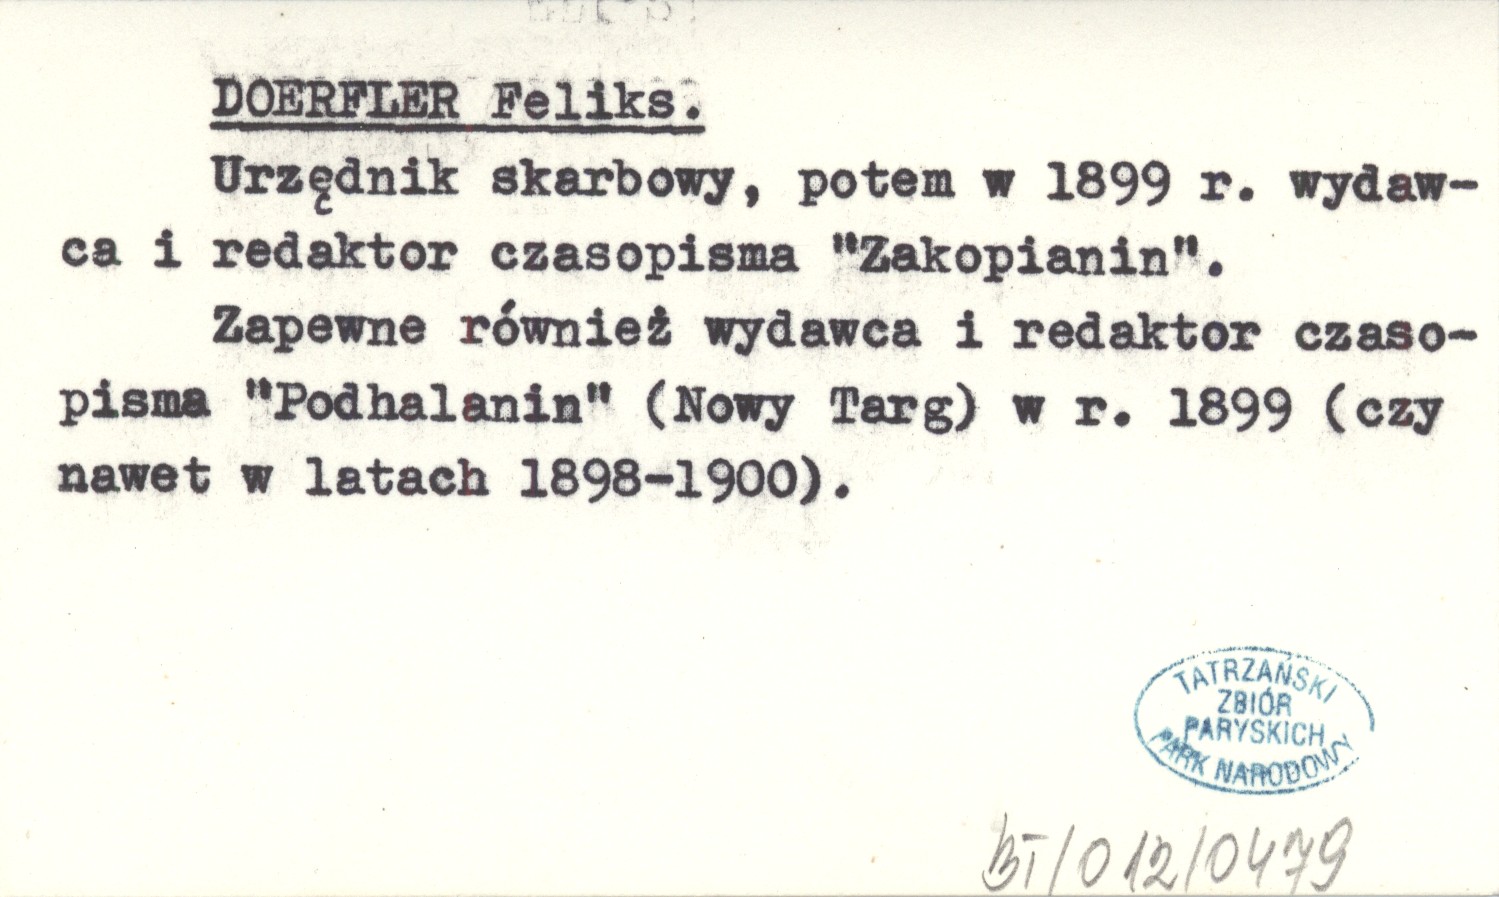 DOERFLER Feliks.
Urzędnik skarbowy, potem w 1899 r. wydaw-
ca i redaktor czasopisma "Zakopianin".
Zapewne również wydawca i redaktor czaso-
pisma "Podhalanin" (Nowy Targ) w r. 1899 (czy
nawet w latach 1898-1900).
TATRZAŃSKI
ZBIÓR
PARYSKICH
PARK NARODOWY
BT/012/0479